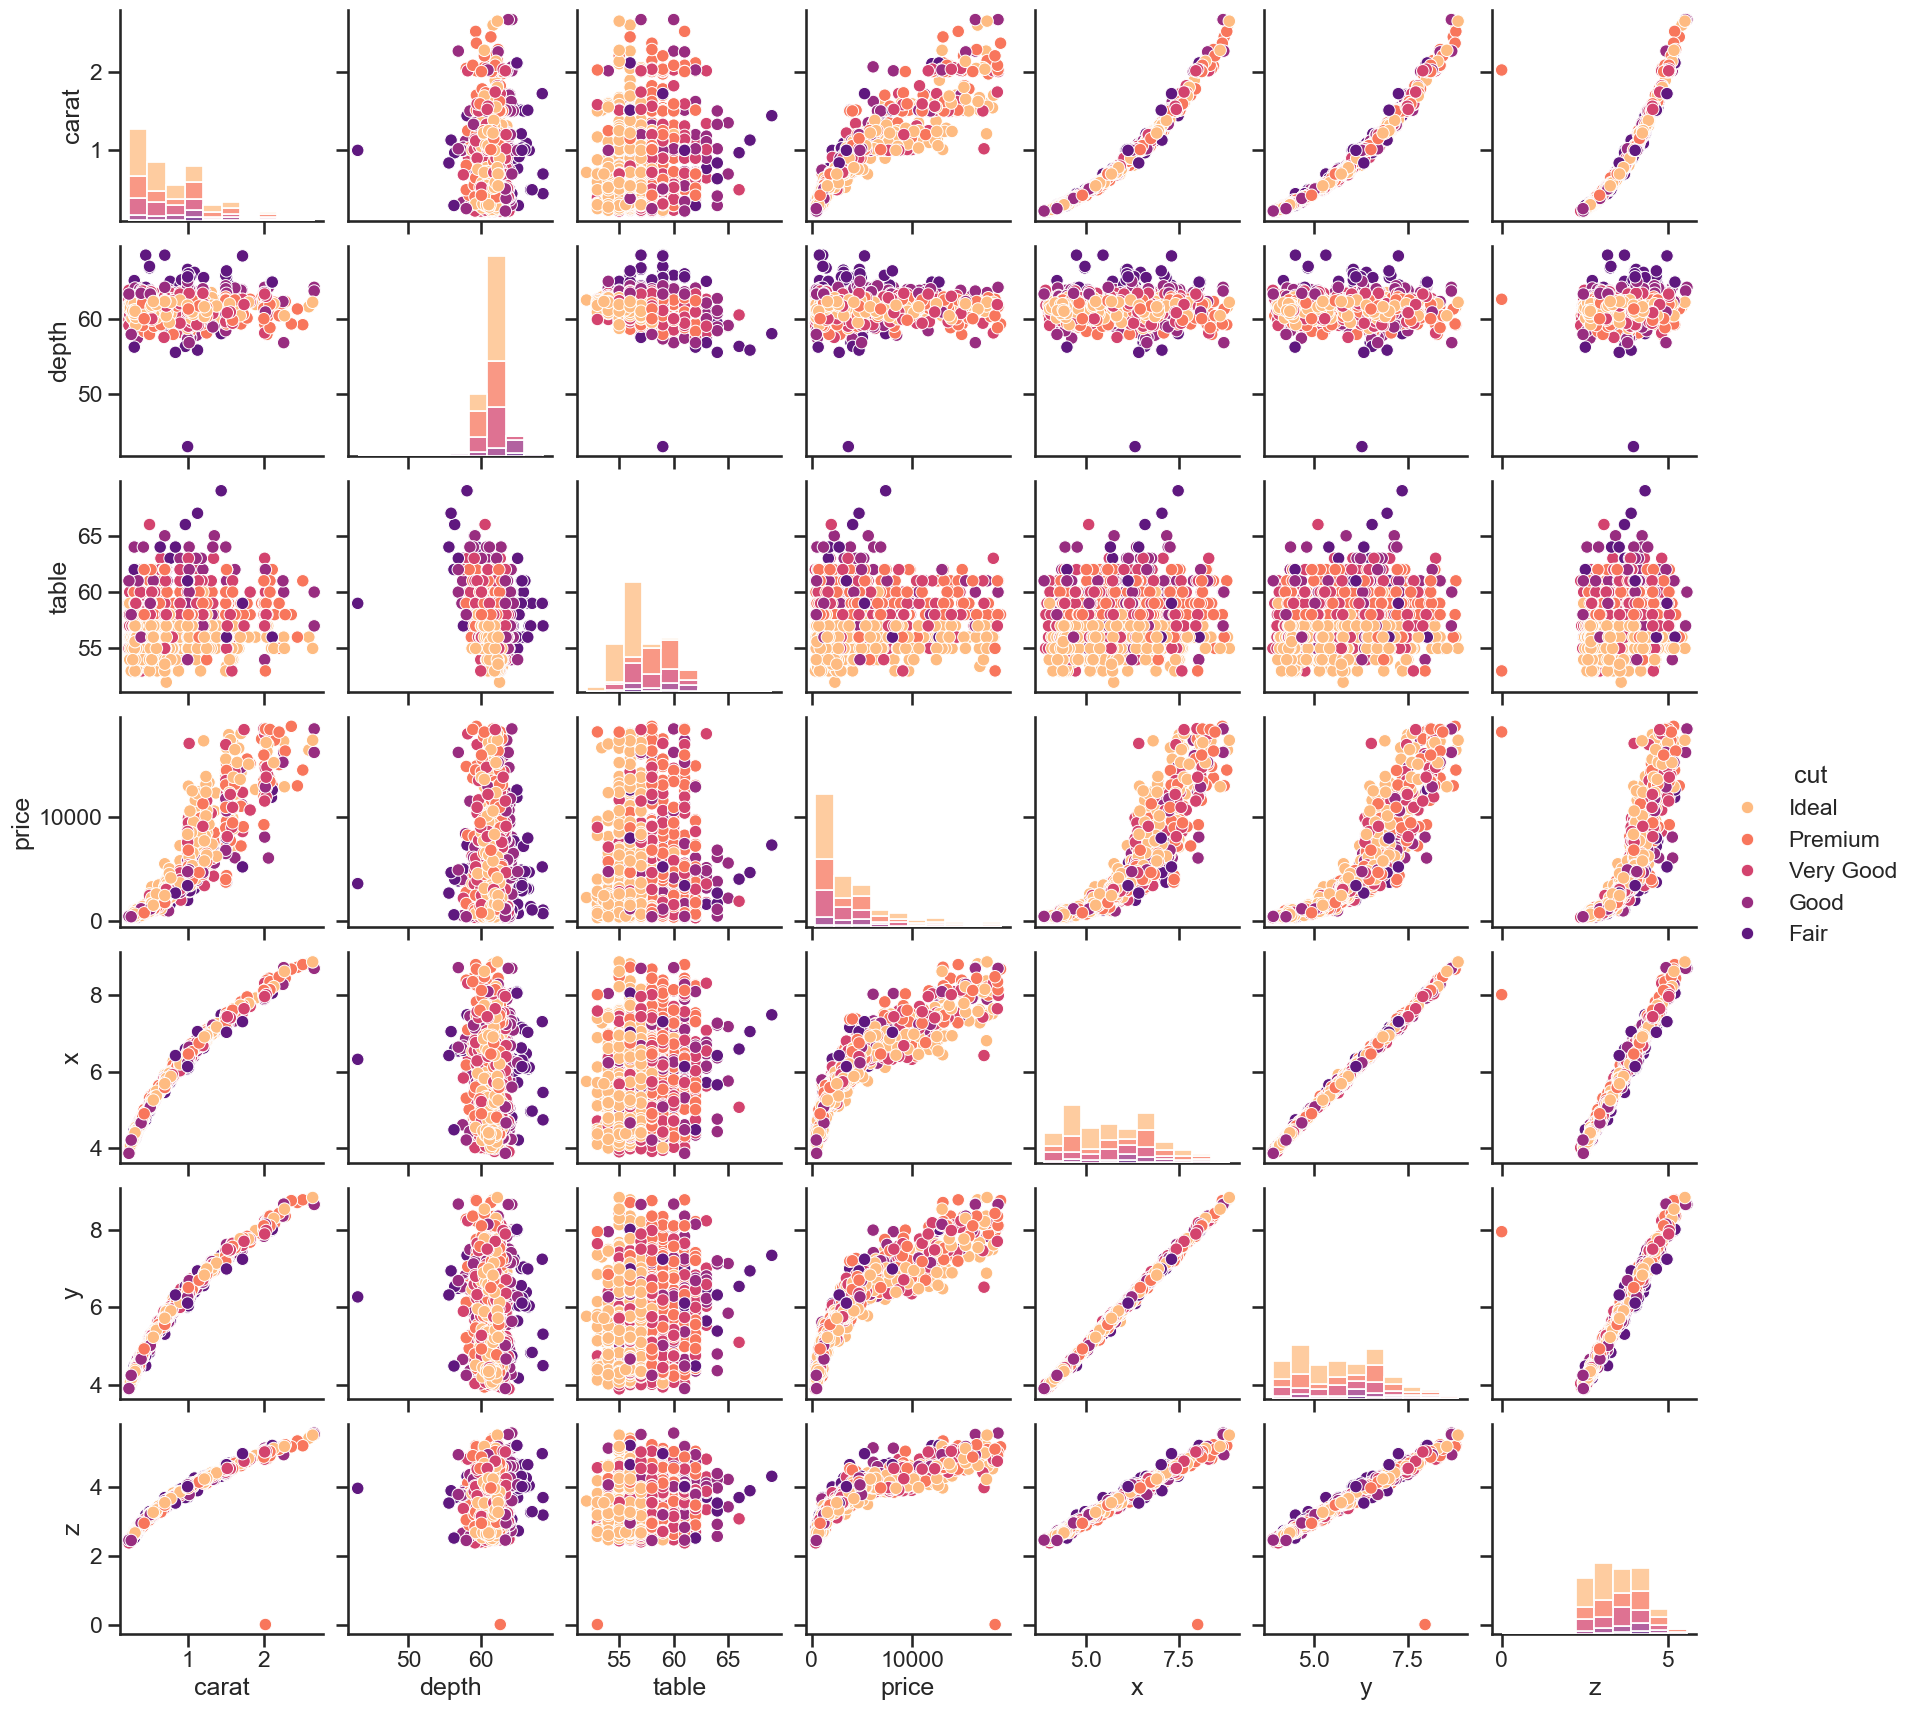 carat
2
1
depth
60
50
table
65
60
55
price
10000
0
cut
Ideal
Premium
Very Good
Good
Fair
x
8
6
4
y
8
6
4
z
4
2
0
1 2 50 60 55 60 65 0 10000 5.0 7.5 5.0 7.5 0 5
carat depth table price x y z